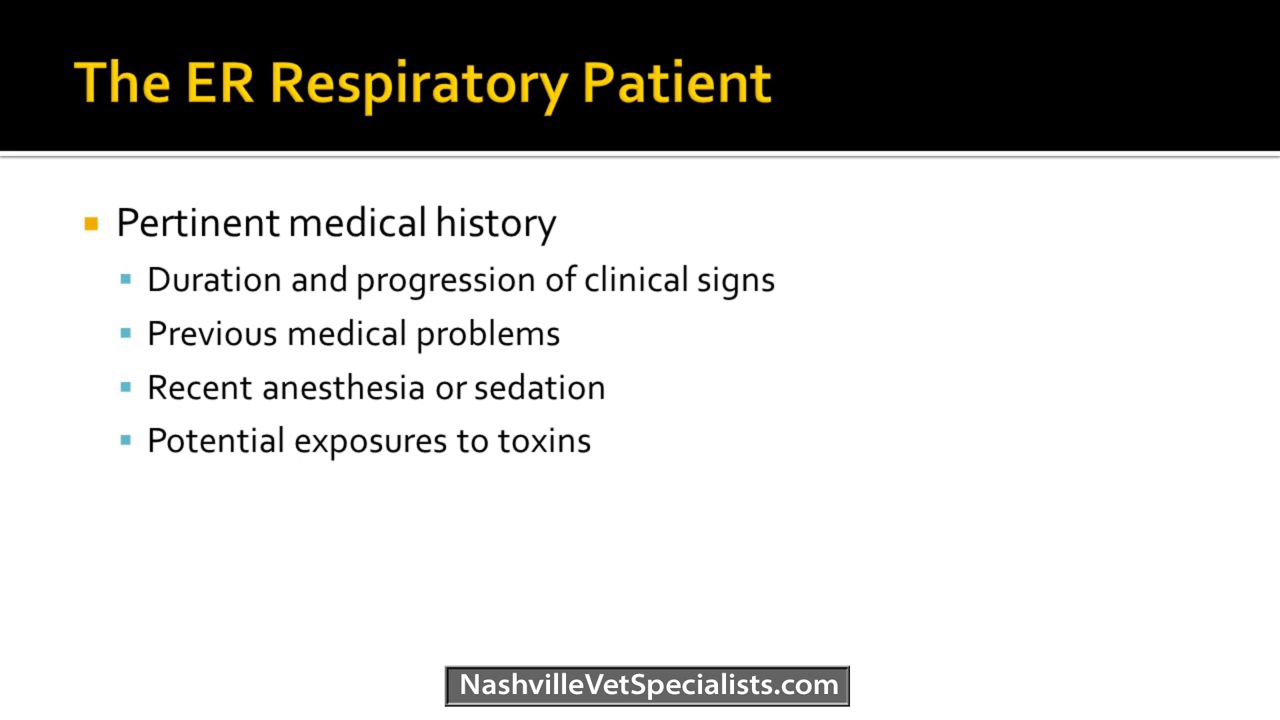 The ER Respiratory Patient
Pertinent medical history
Duration and progression of clinical signs
Previous medical problems
Recent anesthesia or sedation
Potential exposures to toxins
NashvilleVetSpecialists.com